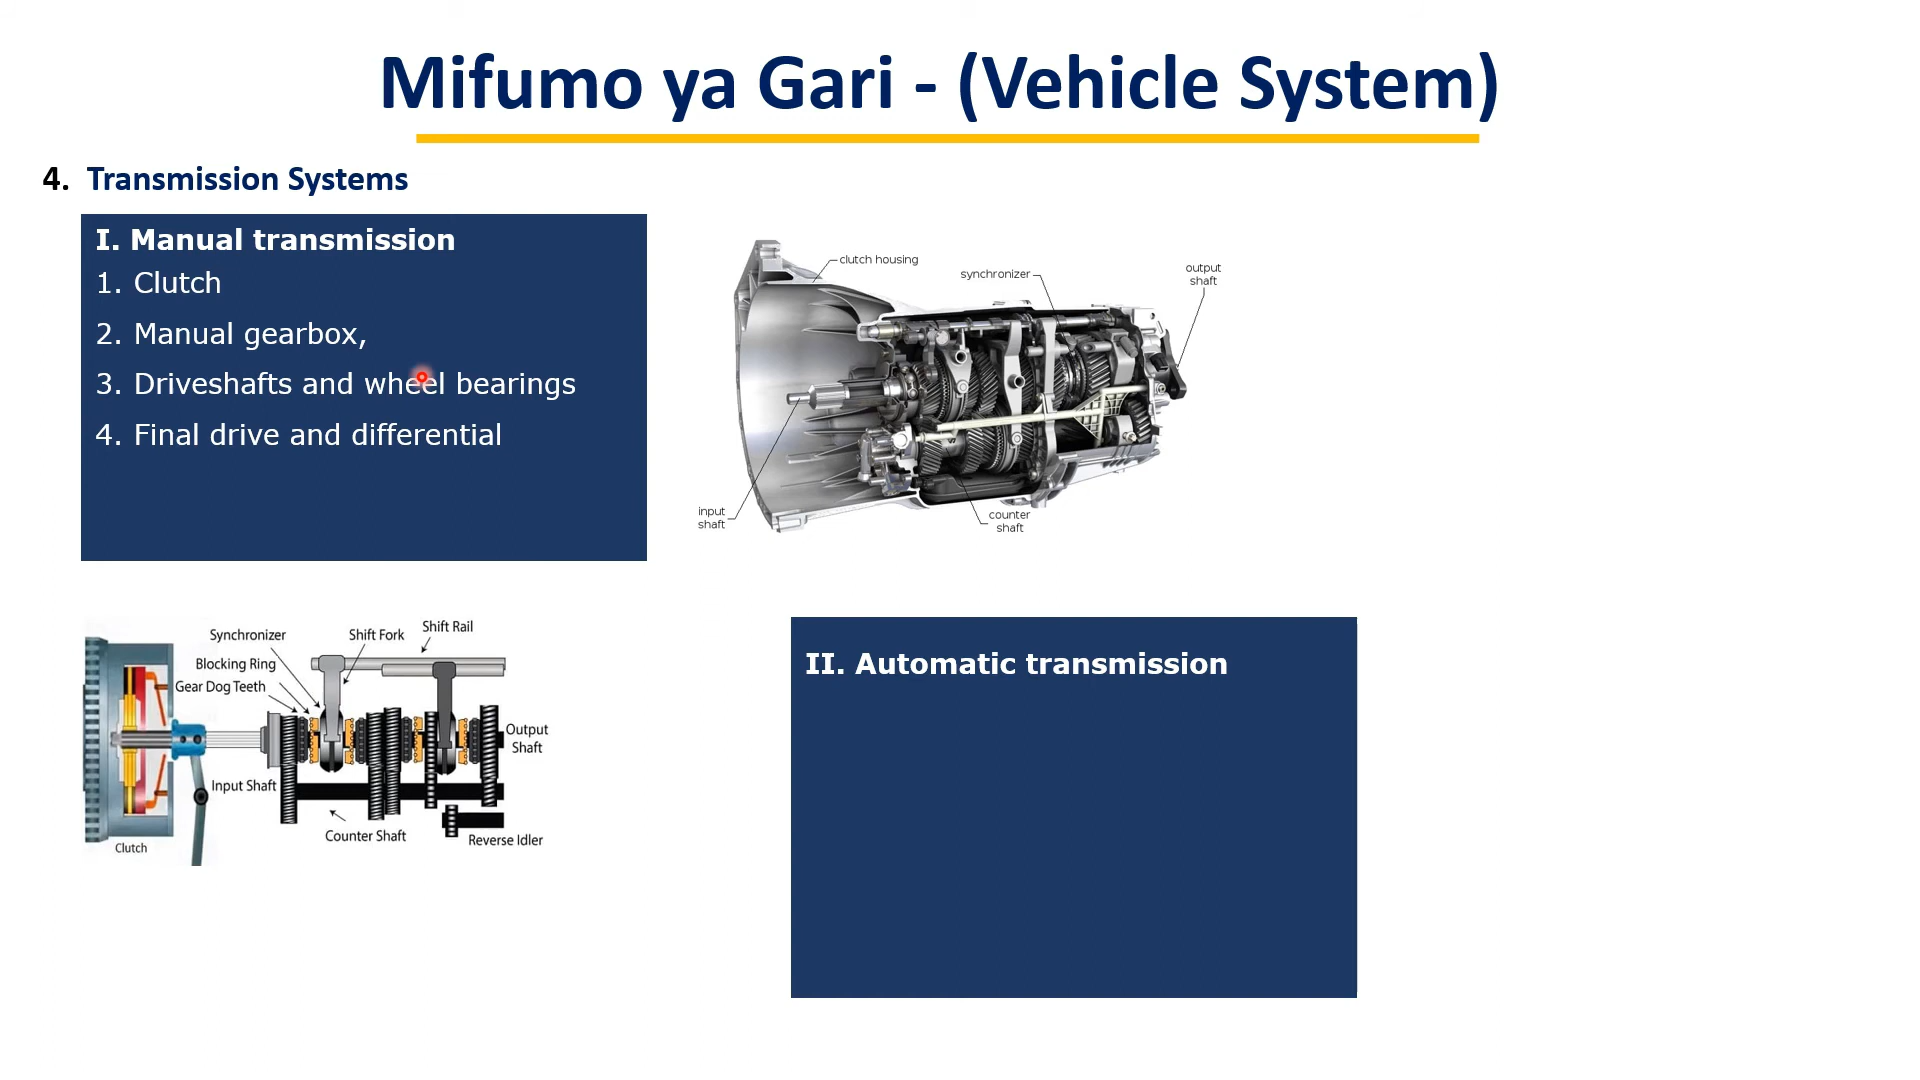 Mifumo ya Gari - (Vehicle System)
4. Transmission Systems
I. Manual transmission
1. Clutch
2. Manual gearbox,
3. Driveshafts and wheel bearings
4. Final drive and differential
clutch housing
synchronizer
output
shaft
input
shaft
counter
shaft
Synchronizer
Shift Fork
Shift Rail
Blocking Ring
Gear Dog Teeth
Output
Shaft
Input Shaft
Counter Shaft
Reverse Idler
Clutch
II. Automatic transmission